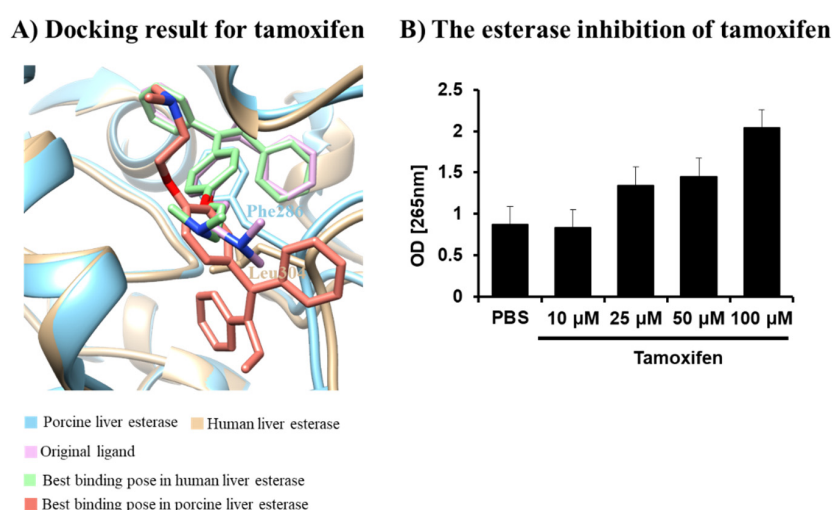 A) Docking result for tamoxifen
Leu304
Porcine liver esterase
Human liver esterase
Original ligand
Best binding pose in human liver esterase
Best binding pose in porcine liver esterase
B) The esterase inhibition of tamoxifen
OD [265nm]
2.5
2
1.5
1
0.5
0
PBS
10 µM
25 µM
50 µM
100 µM
Tamoxifen